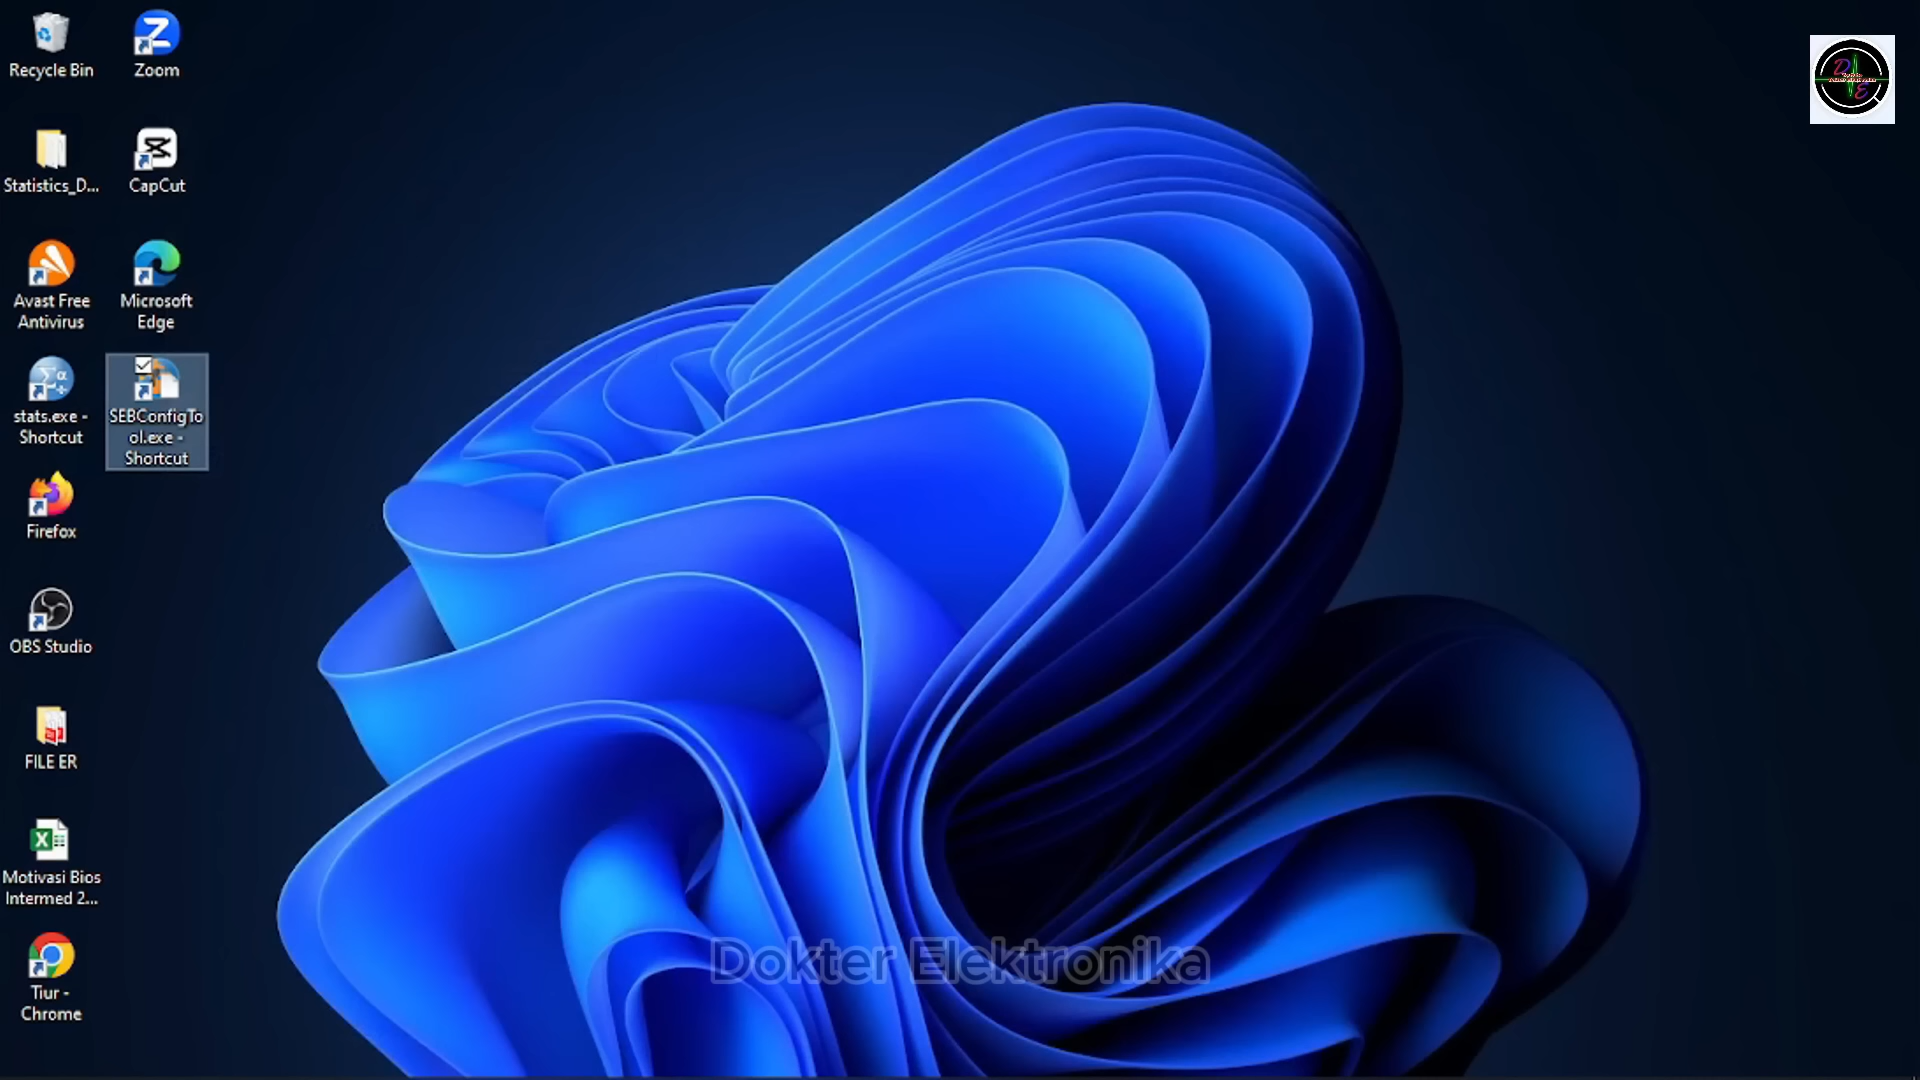 Recycle Bin
Zoom
Statistics_D...
CapCut
Avast Free
Antivirus
Microsoft
Edge
stats.exe -
Shortcut
SEBConfigTo
ol.exe -
Shortcut
Firefox
OBS Studio
FILE ER
Motivasi Bios
Intermed 2...
Tiur -
Chrome
Dokter Elektronika
D
E